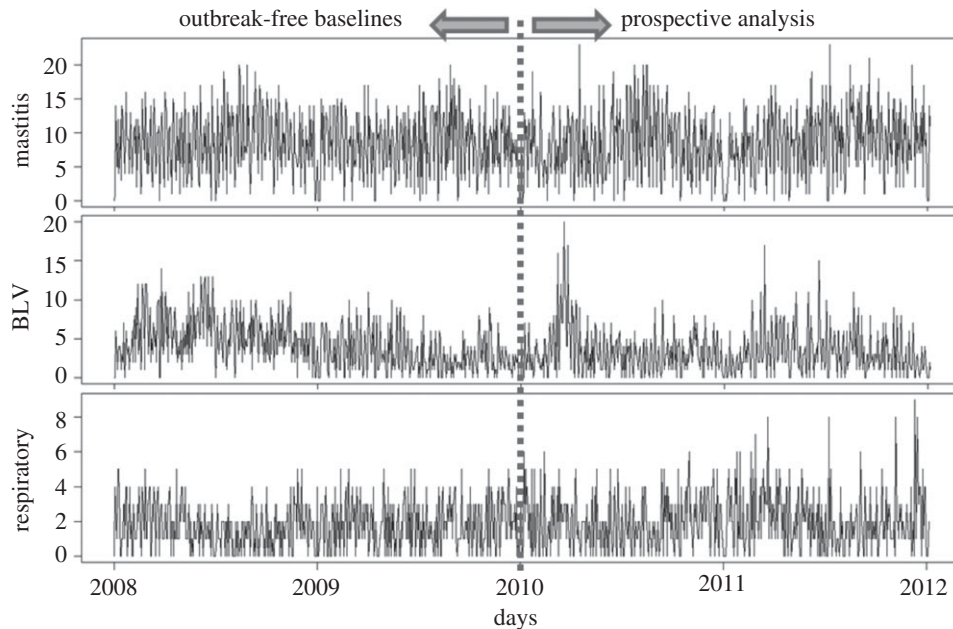 outbreak-free baselines prospective analysis
mastitis
20
15
10
5
0
BLV
20
15
10
5
0
respiratory
8
6
4
2
0
2008 2009 2010 2011 2012
days